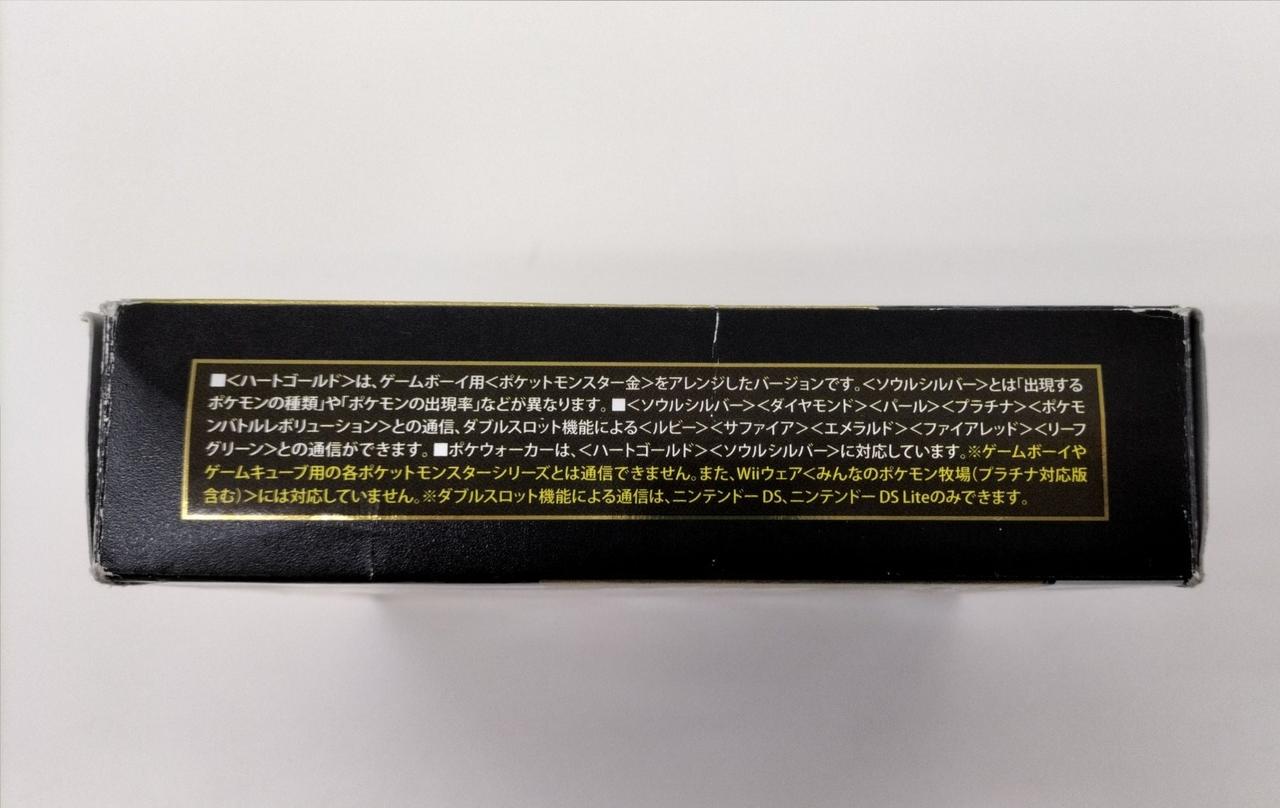 ■<ハートゴールド>は、ゲームボーイ用<ポケットモンスター金>をアレンジしたバージョンです。<ソウルシルバー>とは「出現する
ポケモンの種類」や「ポケモンの出現率」などが異なります。■<ソウルシルバー><ダイヤモンド><パール><プラチナ><ポケモ
ンバトルレボリューション>との通信、ダブルスロット機能による<ルビー><サファイア><エメラルド><ファイアレッド><リーフ
グリーン>との通信ができます。■ポケウォーカーは、<ハートゴールド><ソウルシルバー>に対応しています。※ゲームボーイや
ゲームキューブ用の各ポケットモンスターシリーズとは通信できません。また、Wiiウェア<みんなのポケモン牧場(プラチナ対応版
含む)>には対応していません。※ダブルスロット機能による通信は、ニンテンドーDS、ニンテンドーDS Liteのみできます。